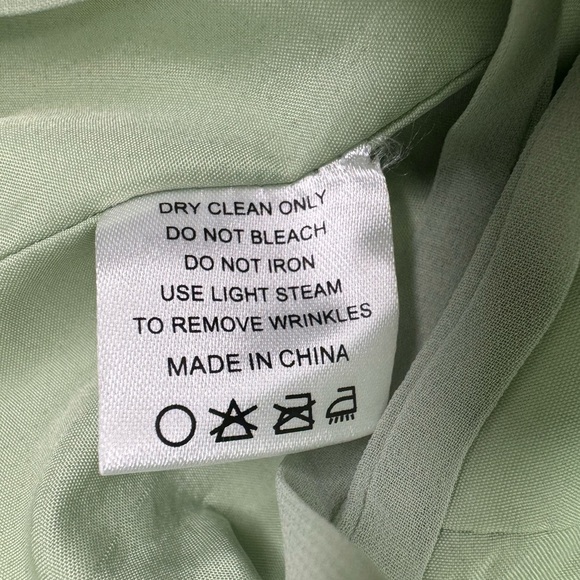 DRY CLEAN ONLY
DO NOT BLEACH
DO NOT IRON
USE LIGHT STEAM
TO REMOVE WRINKLES
MADE IN CHINA